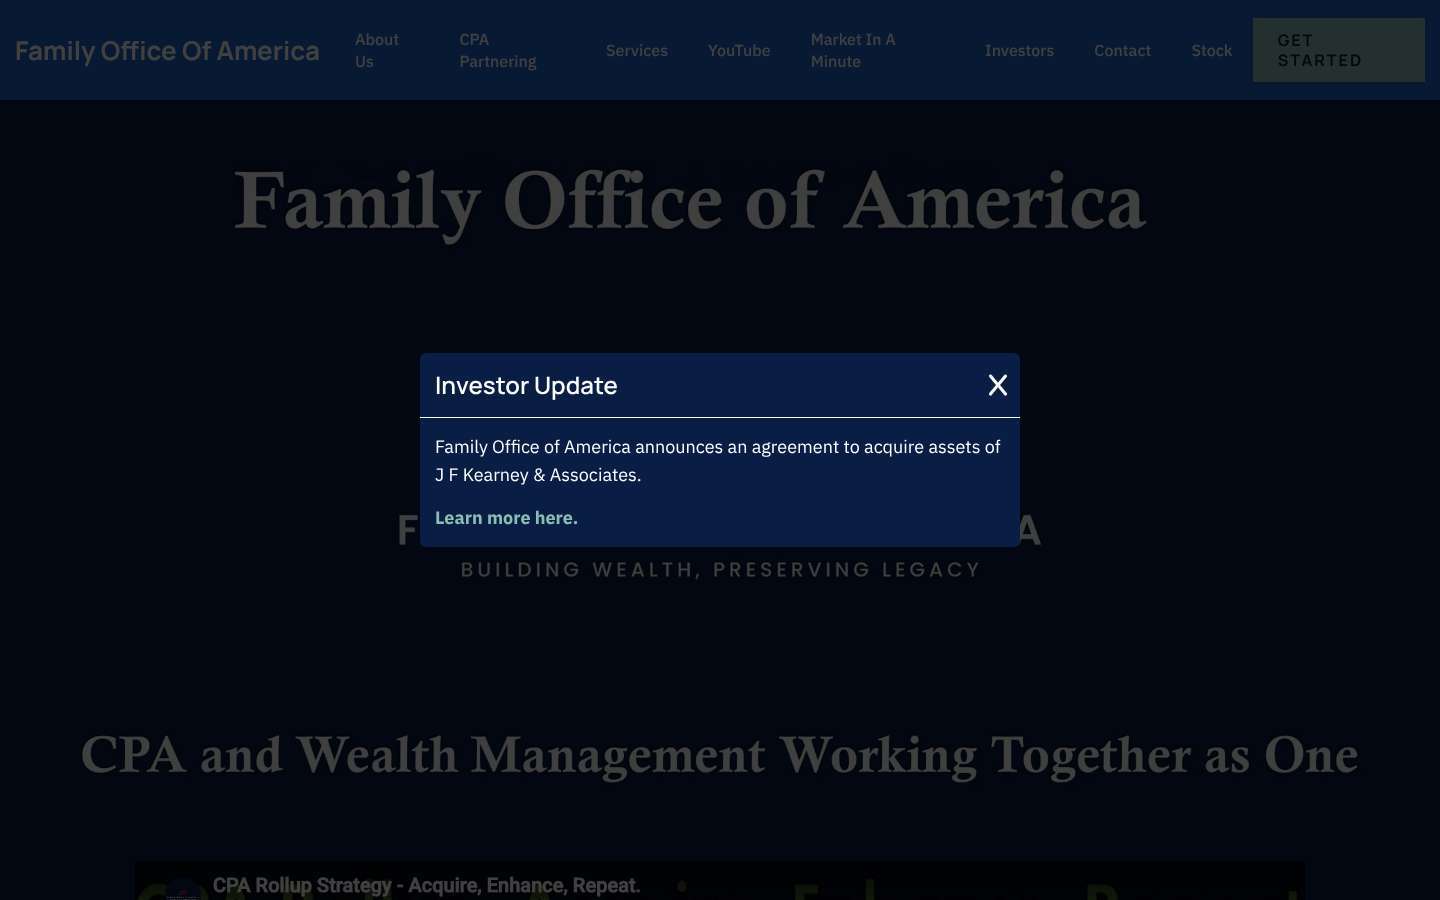 Family Office Of America
About Us
CPA Partnering
Services
YouTube
Market In A Minute
Investors
Contact
Stock
GET STARTED
Family Office of America
Investor Update
X
Family Office of America announces an agreement to acquire assets of
J F Kearney & Associates.
Learn more here.
BUILDING WEALTH, PRESERVING LEGACY
CPA and Wealth Management Working Together as One
CPA Rollup Strategy - Acquire, Enhance, Repeat.